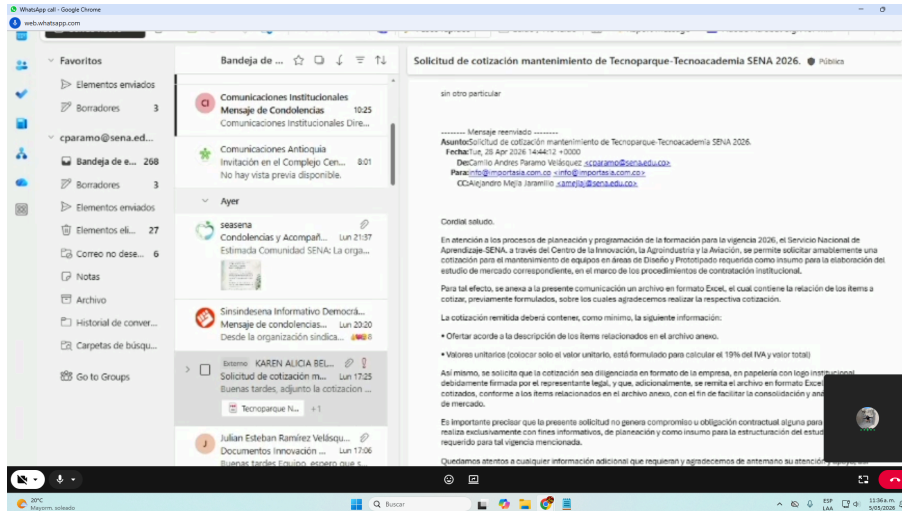 WhatsApp call - Google Chrome
web.whatsapp.com
Favoritos
Elementos enviados
Borradores 3
cparamo@sena.ed...
Bandeja de e... 268
Borradores 3
Elementos enviados
Elementos eli... 27
Correo no dese... 6
Notas
Archivo
Historial de conver...
Carpetas de búsqu...
Go to Groups
Bandeja de ...
CI
Comunicaciones Institucionales
Mensaje de Condolencias 10:25
Comunicaciones Institucionales Dire...
Comunicaciones Antioquia
Invitación en el Complejo Cen... 8:01
No hay vista previa disponible.
Ayer
seasena
Condolencias y Acompañ... Lun 21:37
Estimada Comunidad SENA: La orga...
Sinsindesena Informativo Democrá...
Mensaje de condolencias... Lun 20:20
Desde la organización sindica... 8
Externo KAREN ALICIA BEL...
Solicitud de cotización m... Lun 17:25
Buenas tardes, adjunto la cotizacion ...
Tecnoparque N... +1
J
Julian Esteban Ramírez Velásqu...
Documentos Innovación ... Lun 17:06
Buenas tardes Equipo, espero que s...
Solicitud de cotización mantenimiento de Tecnoparque-Tecnoacademia SENA 2026. Pública
sin otro particular
-------- Mensaje reenviado --------
Asunto:Solicitud de cotización mantenimiento de Tecnoparque-Tecnoacademia SENA 2026.
Fecha:Tue, 28 Apr 2026 14:44:12 +0000
De:Camilo Andres Paramo Velásquez <cparamo@sena.edu.co>
Para:info@importasia.com.co <info@importasia.com.co>
CC:Alejandro Mejía Jaramillo <amejiaj@sena.edu.co>
Cordial saludo.
En atención a los procesos de planeación y programación de la formación para la vigencia 2026, el Servicio Nacional de
Aprendizaje-SENA, a través del Centro de la Innovación, la Agroindustria y la Aviación, se permite solicitar amablemente una
cotización para el mantenimiento de equipos en áreas de Diseño y Prototipado requerida como insumo para la elaboración del
estudio de mercado correspondiente, en el marco de los procedimientos de contratación institucional.
Para tal efecto, se anexa a la presente comunicación un archivo en formato Excel, el cual contiene la relación de los ítems a
cotizar, previamente formulados, sobre los cuales agradecemos realizar la respectiva cotización.
La cotización remitida deberá contener, como mínimo, la siguiente información:
• Ofertar acorde a la descripción de los ítems relacionados en el archivo anexo.
• Valores unitarios (colocar solo el valor unitario, está formulado para calcular el 19% del IVA y valor total)
Así mismo, se solicita que la cotización sea diligenciada en formato de la empresa, en papelería con logo institucional,
debidamente firmada por el representante legal, y que, adicionalmente, se remita el archivo en formato Excel
cotizados, conforme a los ítems relacionados en el archivo anexo, con el fin de facilitar la consolidación y
de mercado.
Es importante precisar que la presente solicitud no genera compromiso u obligación contractual alguna para
realiza exclusivamente con fines informativos, de planeación y como insumo para la estructuración del
requerido para tal vigencia mencionada.
Quedamos atentos a cualquier información adicional que requieran y agradecemos de antemano su atención
20°C
Mayorm. soleado
Buscar
ESP
LAA
11:36 a.m.
5/05/2026